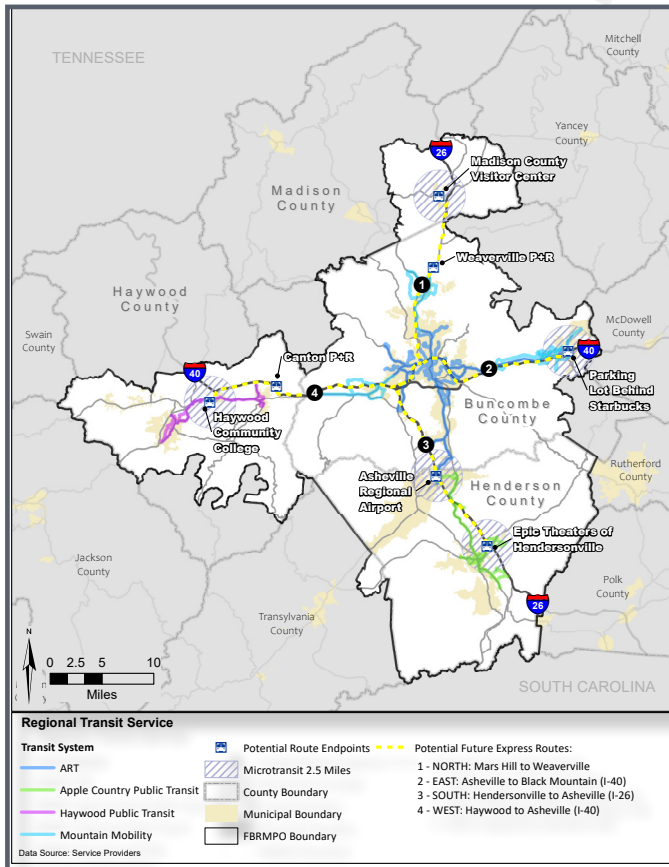 TENNESSEE
Mitchell
County
Yancey
County
26
Madison County
Visitor Center
Madison
County
Weaverville P+R
1
Haywood
County
McDowell
County
Swain
County
40
Canton P+R
40
2
4
Parking
Lot Behind
Starbucks
Haywood
Community
College
Buncombe
County
3
Asheville
Regional
Airport
Henderson
County
Rutherford
County
Epic Theaters of
Hendersonville
Jackson
County
Polk
County
Transylvania
County
26
N
0 2.5 5 10
Miles
SOUTH CAROLINA
Regional Transit Service
Transit System
ART
Apple Country Public Transit
Haywood Public Transit
Mountain Mobility
Data Source: Service Providers
Potential Route Endpoints
Microtransit 2.5 Miles
County Boundary
Municipal Boundary
FBRMPO Boundary
Potential Future Express Routes:
1 - NORTH: Mars Hill to Weaverville
2 - EAST: Asheville to Black Mountain (I-40)
3 - SOUTH: Hendersonville to Asheville (I-26)
4 - WEST: Haywood to Asheville (I-40)